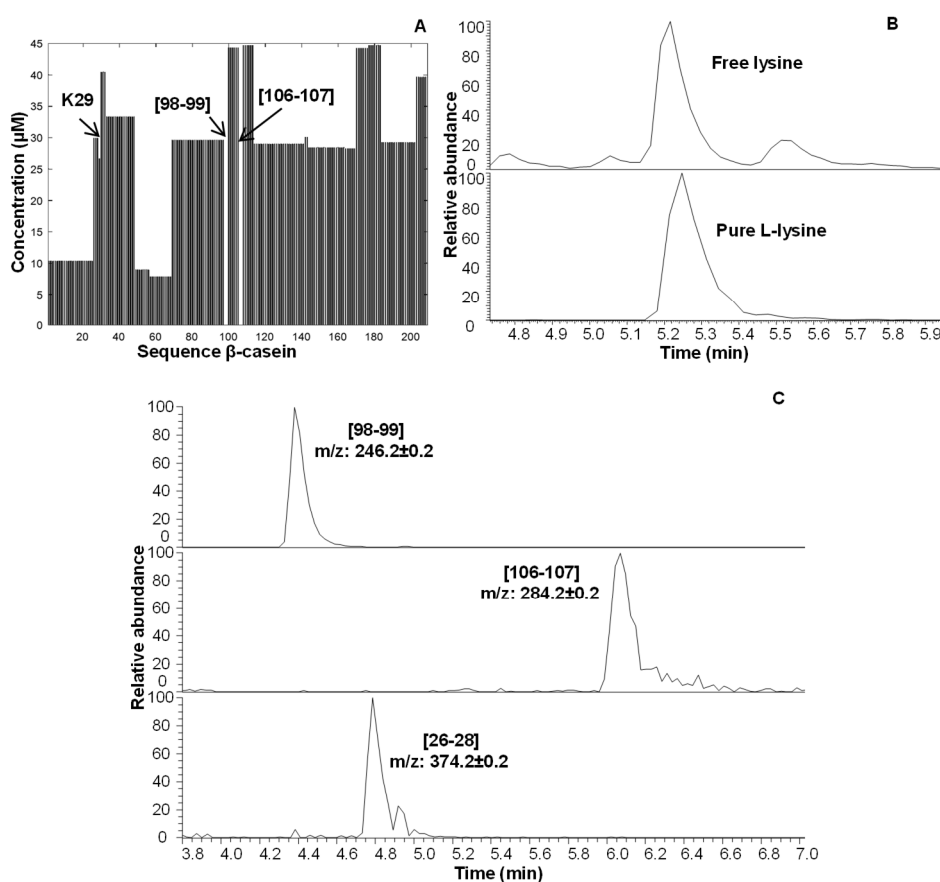 A
45
40
35
30
25
20
15
10
5
0
Concentration (µM)
K29
[98-99]
[106-107]
20 40 60 80 100 120 140 160 180 200
Sequence β-casein
B
100
80
60
40
20
0
Free lysine
Relative abundance
100
80
60
40
20
0
Pure L-lysine
4.8 4.9 5.0 5.1 5.2 5.3 5.4 5.5 5.6 5.7 5.8 5.9
Time (min)
C
100
80
60
40
20
0
[98-99]
m/z: 246.2±0.2
Relative abundance
100
80
60
40
20
0
[106-107]
m/z: 284.2±0.2
100
80
60
40
20
0
[26-28]
m/z: 374.2±0.2
3.8 4.0 4.2 4.4 4.6 4.8 5.0 5.2 5.4 5.6 5.8 6.0 6.2 6.4 6.6 6.8 7.0
Time (min)